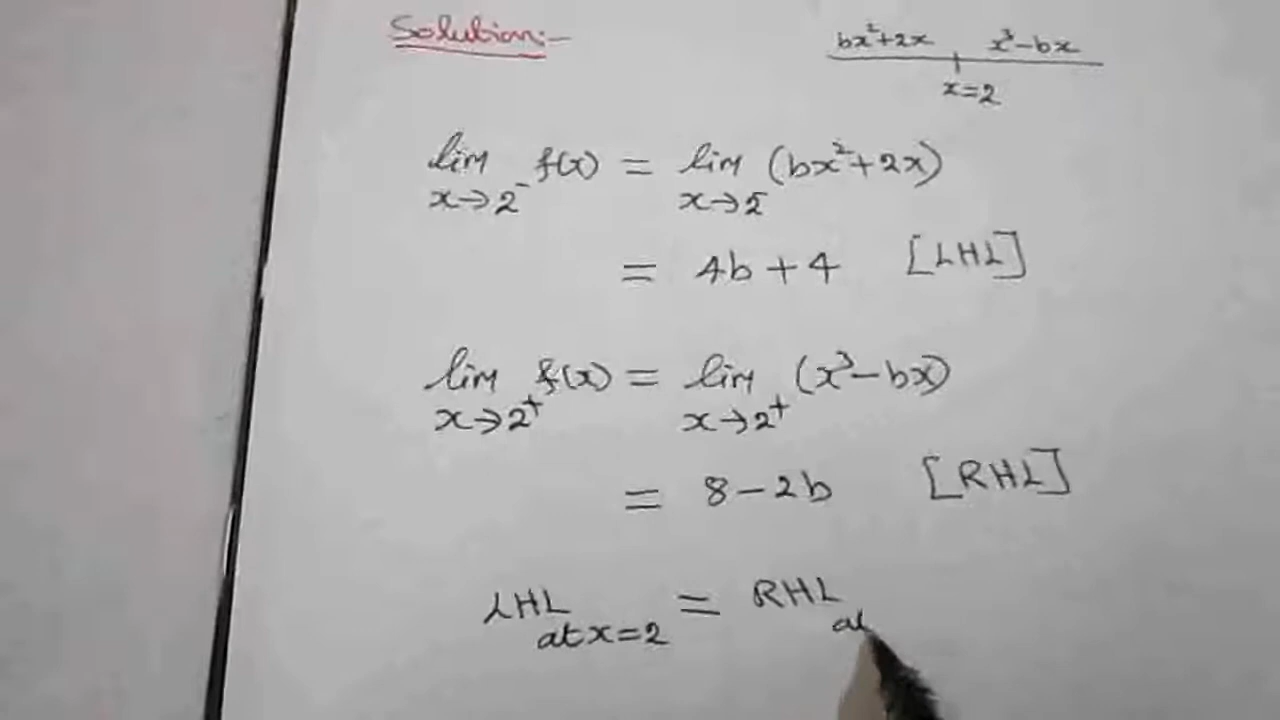 Solution:-
bx²+2x x³-bx
x=2
lim f(x) = lim (bx²+2x)
x→2⁻ x→2⁻
= 4b+4 [LHL]
lim f(x) = lim (x³-bx)
x→2⁺ x→2⁺
= 8-2b [RHL]
LHL = RHL
at x=2 at